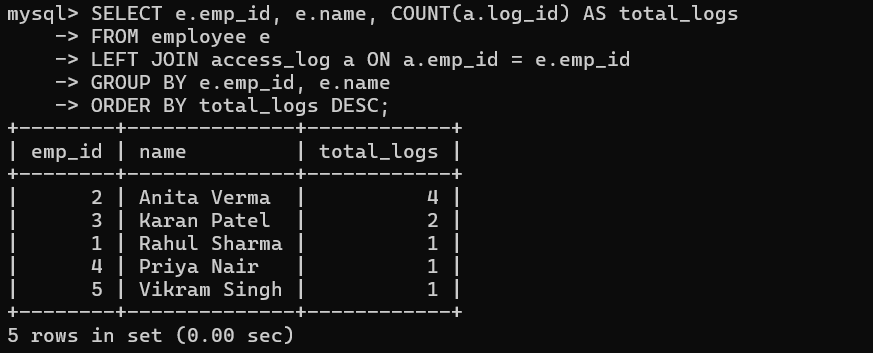 mysql> SELECT e.emp_id, e.name, COUNT(a.log_id) AS total_logs
    -> FROM employee e
    -> LEFT JOIN access_log a ON a.emp_id = e.emp_id
    -> GROUP BY e.emp_id, e.name
    -> ORDER BY total_logs DESC;
+--------+--------------+------------+
| emp_id | name         | total_logs |
+--------+--------------+------------+
|      2 | Anita Verma  |          4 |
|      3 | Karan Patel  |          2 |
|      1 | Rahul Sharma |          1 |
|      4 | Priya Nair   |          1 |
|      5 | Vikram Singh |          1 |
+--------+--------------+------------+
5 rows in set (0.00 sec)